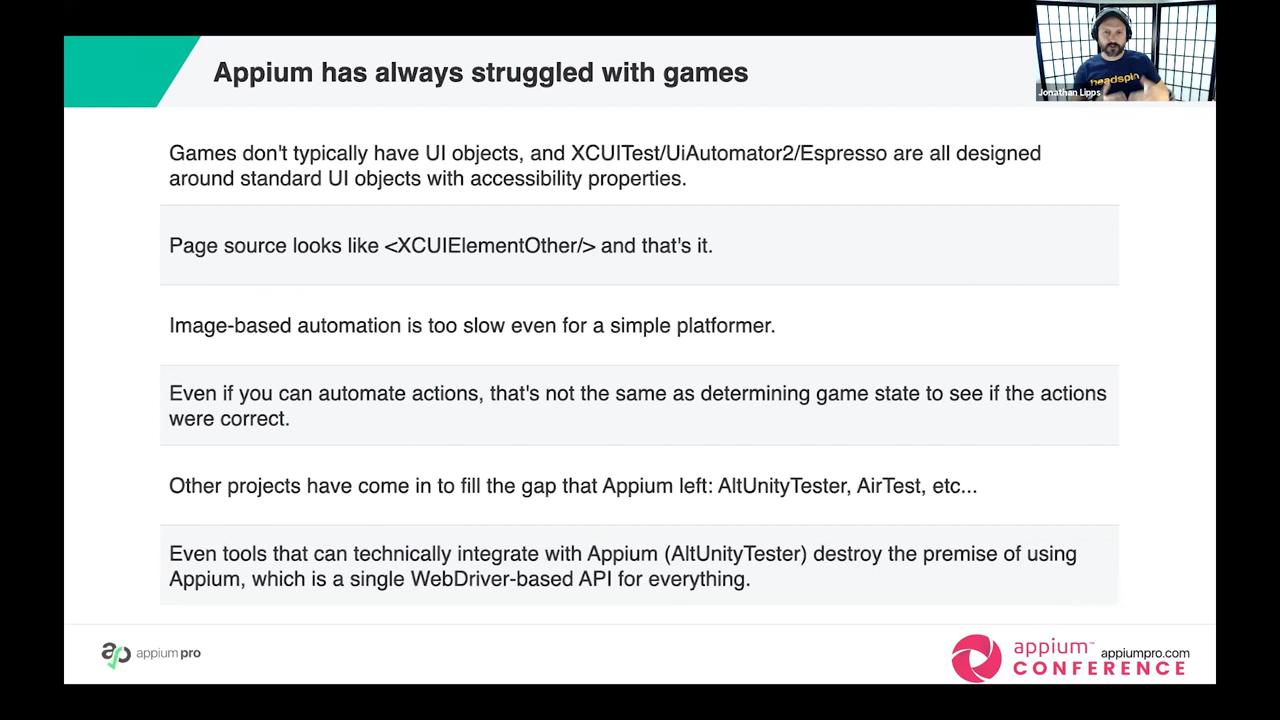 Appium has always struggled with games
headspin
Jonathan Lipps
Games don't typically have UI objects, and XCUITest/UiAutomator2/Espresso are all designed
around standard UI objects with accessibility properties.
Page source looks like <XCUIElementOther/> and that's it.
Image-based automation is too slow even for a simple platformer.
Even if you can automate actions, that's not the same as determining game state to see if the actions
were correct.
Other projects have come in to fill the gap that Appium left: AltUnityTester, AirTest, etc...
Even tools that can technically integrate with Appium (AltUnityTester) destroy the premise of using
Appium, which is a single WebDriver-based API for everything.
ap appium pro
appium™ appiumpro.com
CONFERENCE